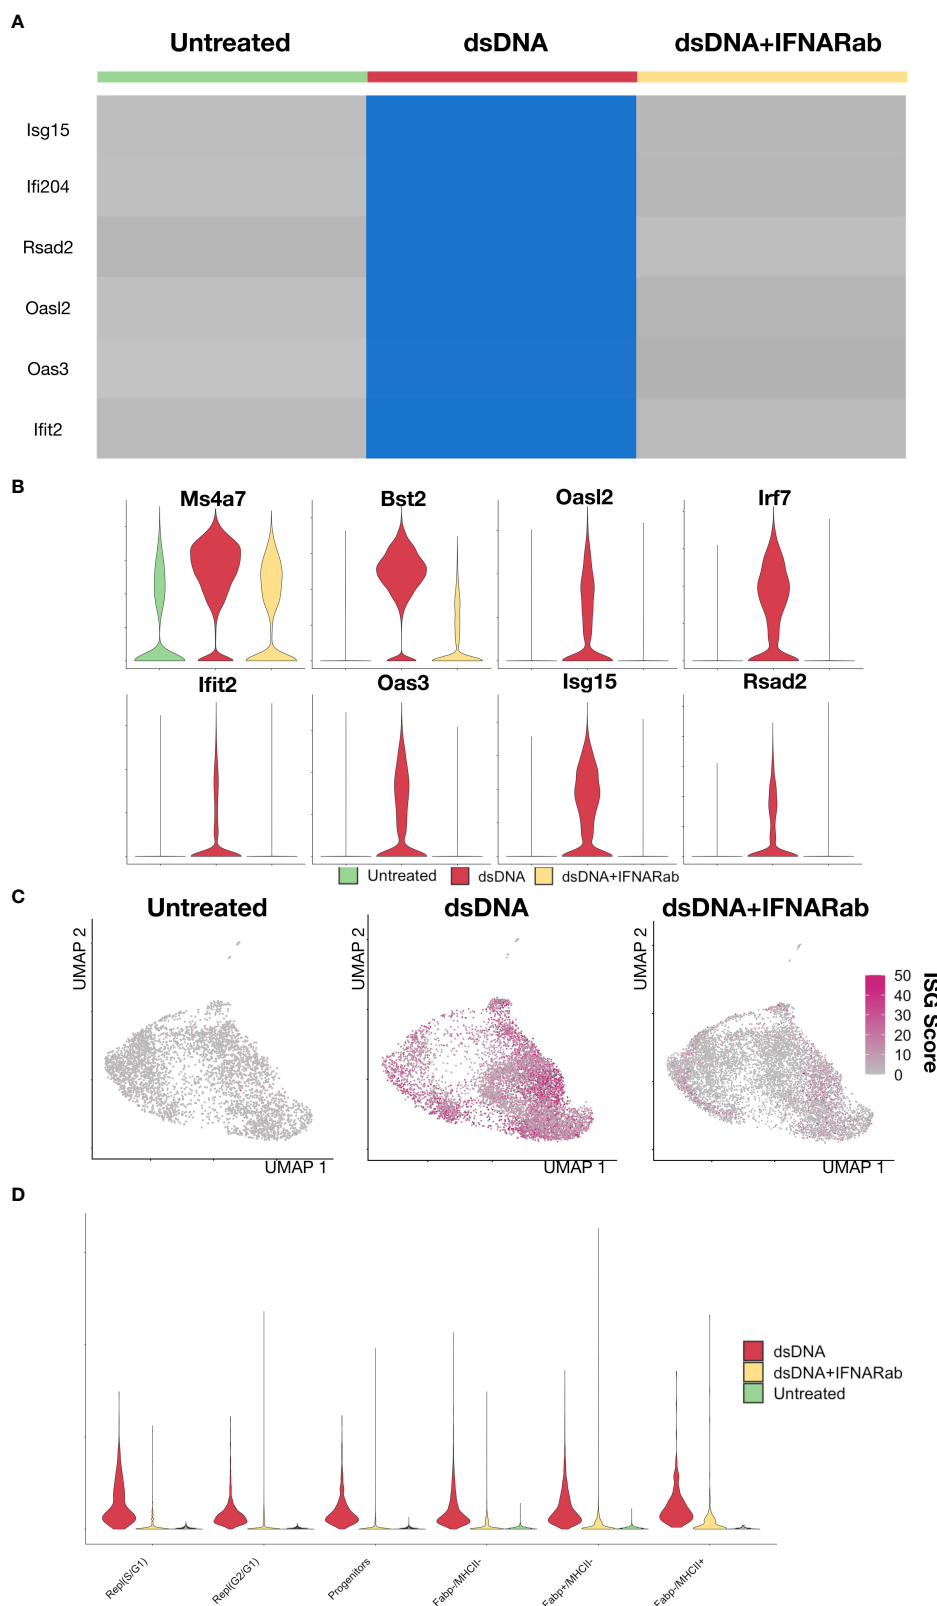 A
Untreated dsDNA dsDNA+IFNARab
Isg15
Ifi204
Rsad2
Oasl2
Oas3
Ifit2
B
Ms4a7 Bst2 Oasl2 Irf7
Ifit2 Oas3 Isg15 Rsad2
Untreated dsDNA dsDNA+IFNARab
C
Untreated dsDNA dsDNA+IFNARab
UMAP 2 UMAP 2 UMAP 2
50
40
30
20
10
0
ISG Score
UMAP 1 UMAP 1 UMAP 1
D
dsDNA
dsDNA+IFNARab
Untreated
Repl(S/G1) Repl(G2/G1) Progenitors Fabp-/MHCII- Fabp+/MHCII- Fabp-/MHCII+